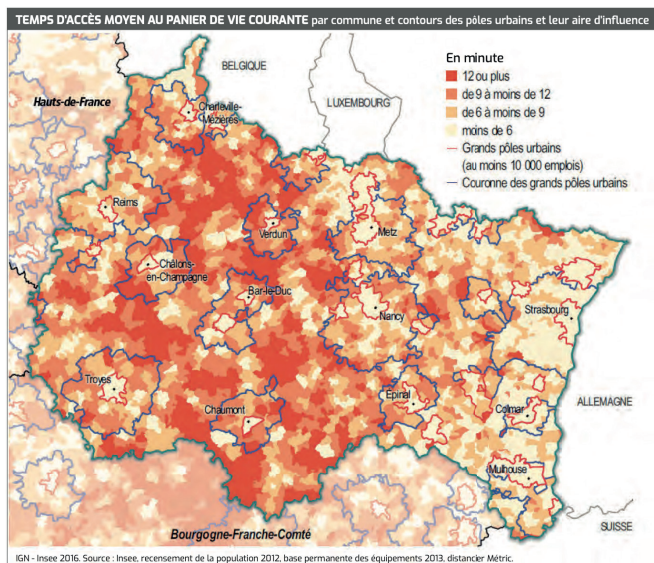 TEMPS D'ACCÈS MOYEN AU PANIER DE VIE COURANTE par commune et contours des pôles urbains et leur aire d'influence
En minute
12 ou plus
de 9 à moins de 12
de 6 à moins de 9
moins de 6
Grands pôles urbains
(au moins 10 000 emplois)
Couronne des grands pôles urbains
BELGIQUE
LUXEMBOURG
Hauts-de-France
Charleville-
Mézières
Reims
Verdun
Metz
Châlons-
en-Champagne
Bar-le-Duc
Nancy
Strasbourg
Troyes
Chaumont
Épinal
Colmar
ALLEMAGNE
Mulhouse
SUISSE
Bourgogne-Franche-Comté
IGN - Insee 2016. Source : Insee, recensement de la population 2012, base permanente des équipements 2013, distancier Métric.